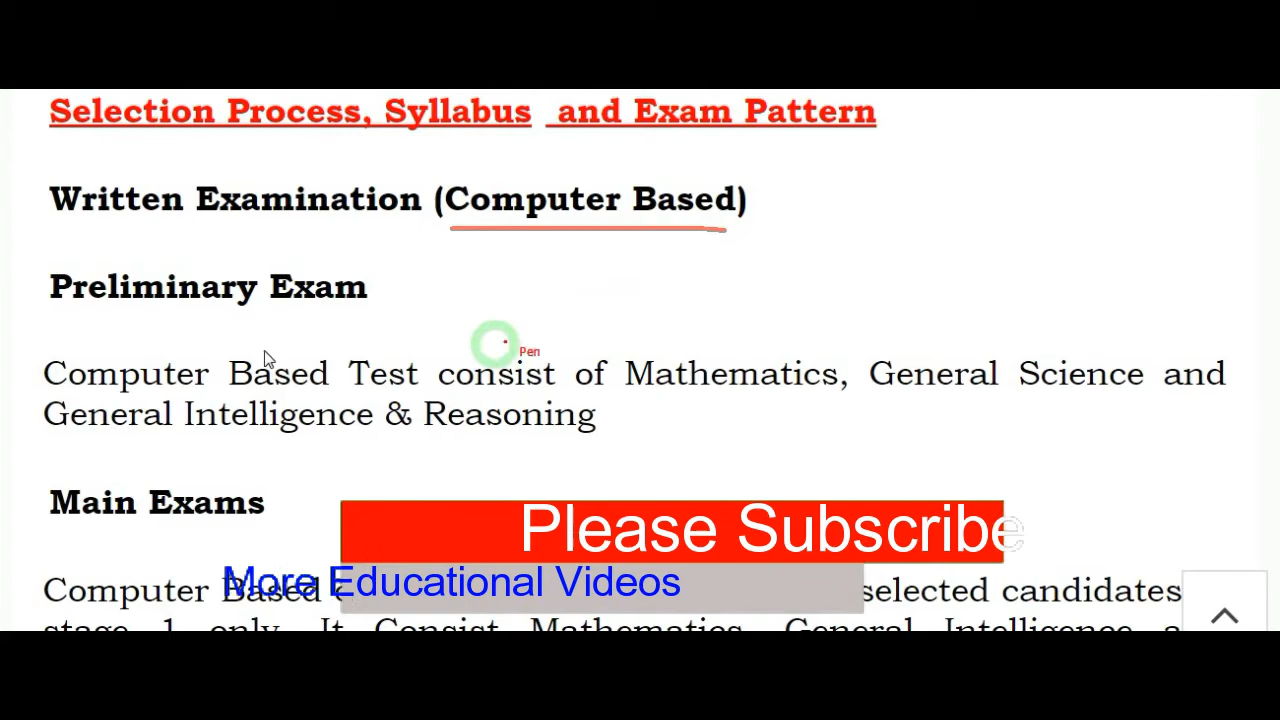 Selection Process, Syllabus and Exam Pattern
Written Examination (Computer Based)
Preliminary Exam
Pen
Computer Based Test consist of Mathematics, General Science and
General Intelligence & Reasoning
Main Exams
Please Subscribe
More Educational Videos
Computer Based selected candidates
stage 1 only. It Consist Mathematics, General Intelligence